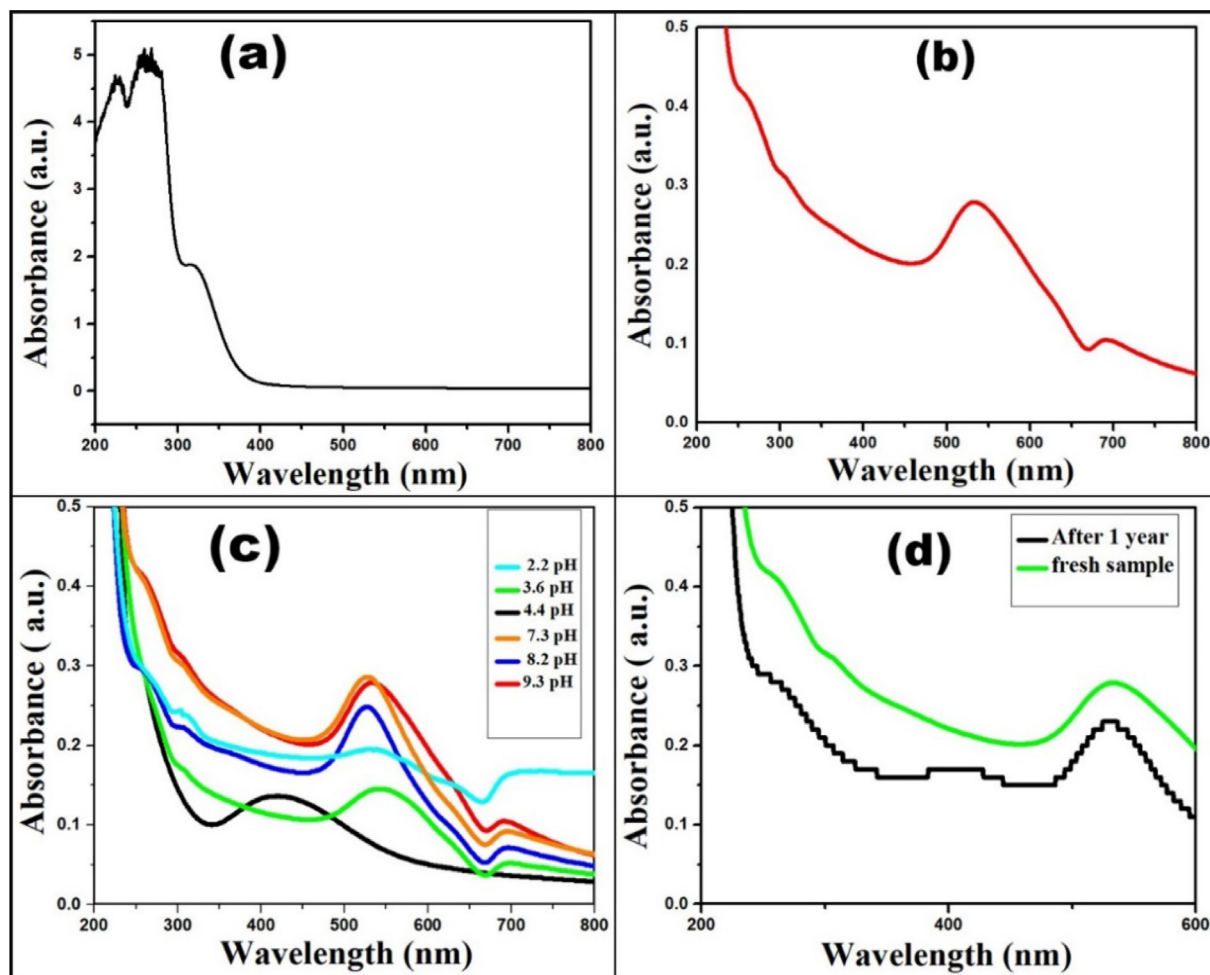 (a)
Absorbance (a.u.)
5
4
3
2
1
0
200 300 400 500 600 700 800
Wavelength (nm)
(b)
Absorbance (a.u.)
0.5
0.4
0.3
0.2
0.1
0.0
200 300 400 500 600 700 800
Wavelength (nm)
(c)
Absorbance ( a.u.)
0.5
0.4
0.3
0.2
0.1
0.0
200 300 400 500 600 700 800
Wavelength (nm)
2.2 pH
3.6 pH
4.4 pH
7.3 pH
8.2 pH
9.3 pH
(d)
Absorbance ( a.u.)
0.5
0.4
0.3
0.2
0.1
0.0
200 400 600
Wavelength (nm)
After 1 year
fresh sample